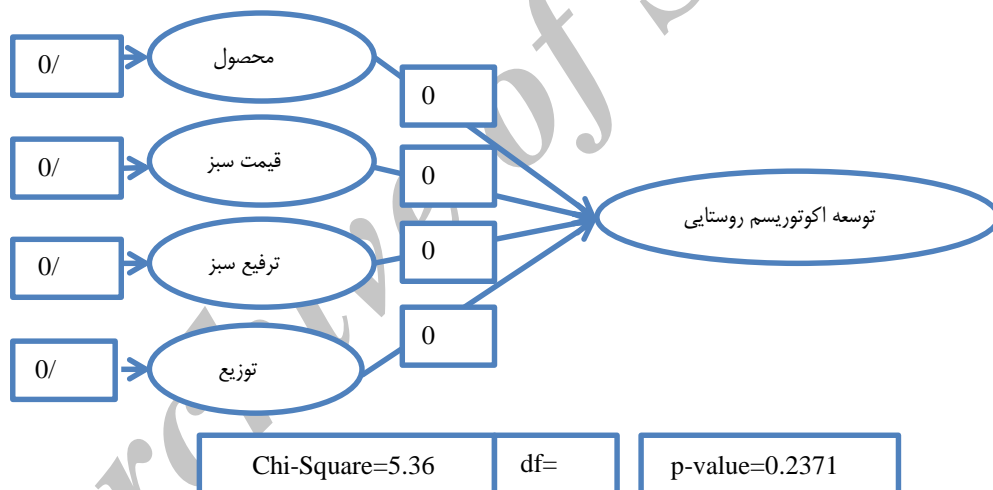 0/
محصول
0
0/
قیمت سبز
0
توسعه اکوتوریسم روستایی
0/
ترفیع سبز
0
0/
توزیع
0
Chi-Square=5.36
df=
p-value=0.2371